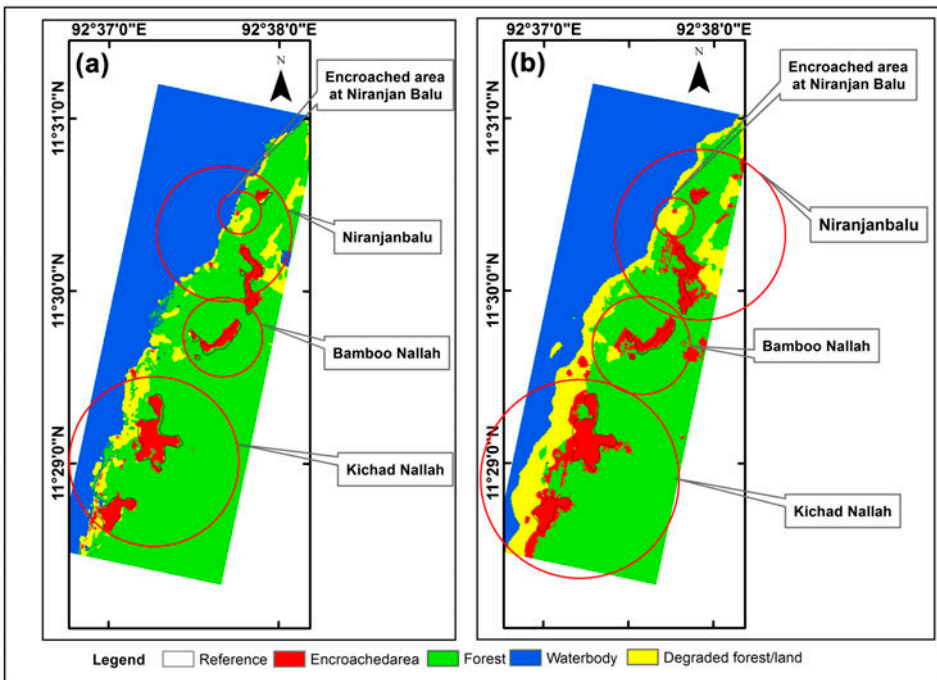 92°37'0"E 92°38'0"E
(a)
N
Encroached area
at Niranjan Balu
11°31'0"N
Niranjanbalu
11°30'0"N
Bamboo Nallah
11°29'0"N
Kichad Nallah
92°37'0"E 92°38'0"E
(b)
N
Encroached area
at Niranjan Balu
11°31'0"N
Niranjanbalu
11°30'0"N
Bamboo Nallah
11°29'0"N
Kichad Nallah
Legend Reference Encroachedarea Forest Waterbody Degraded forest/land